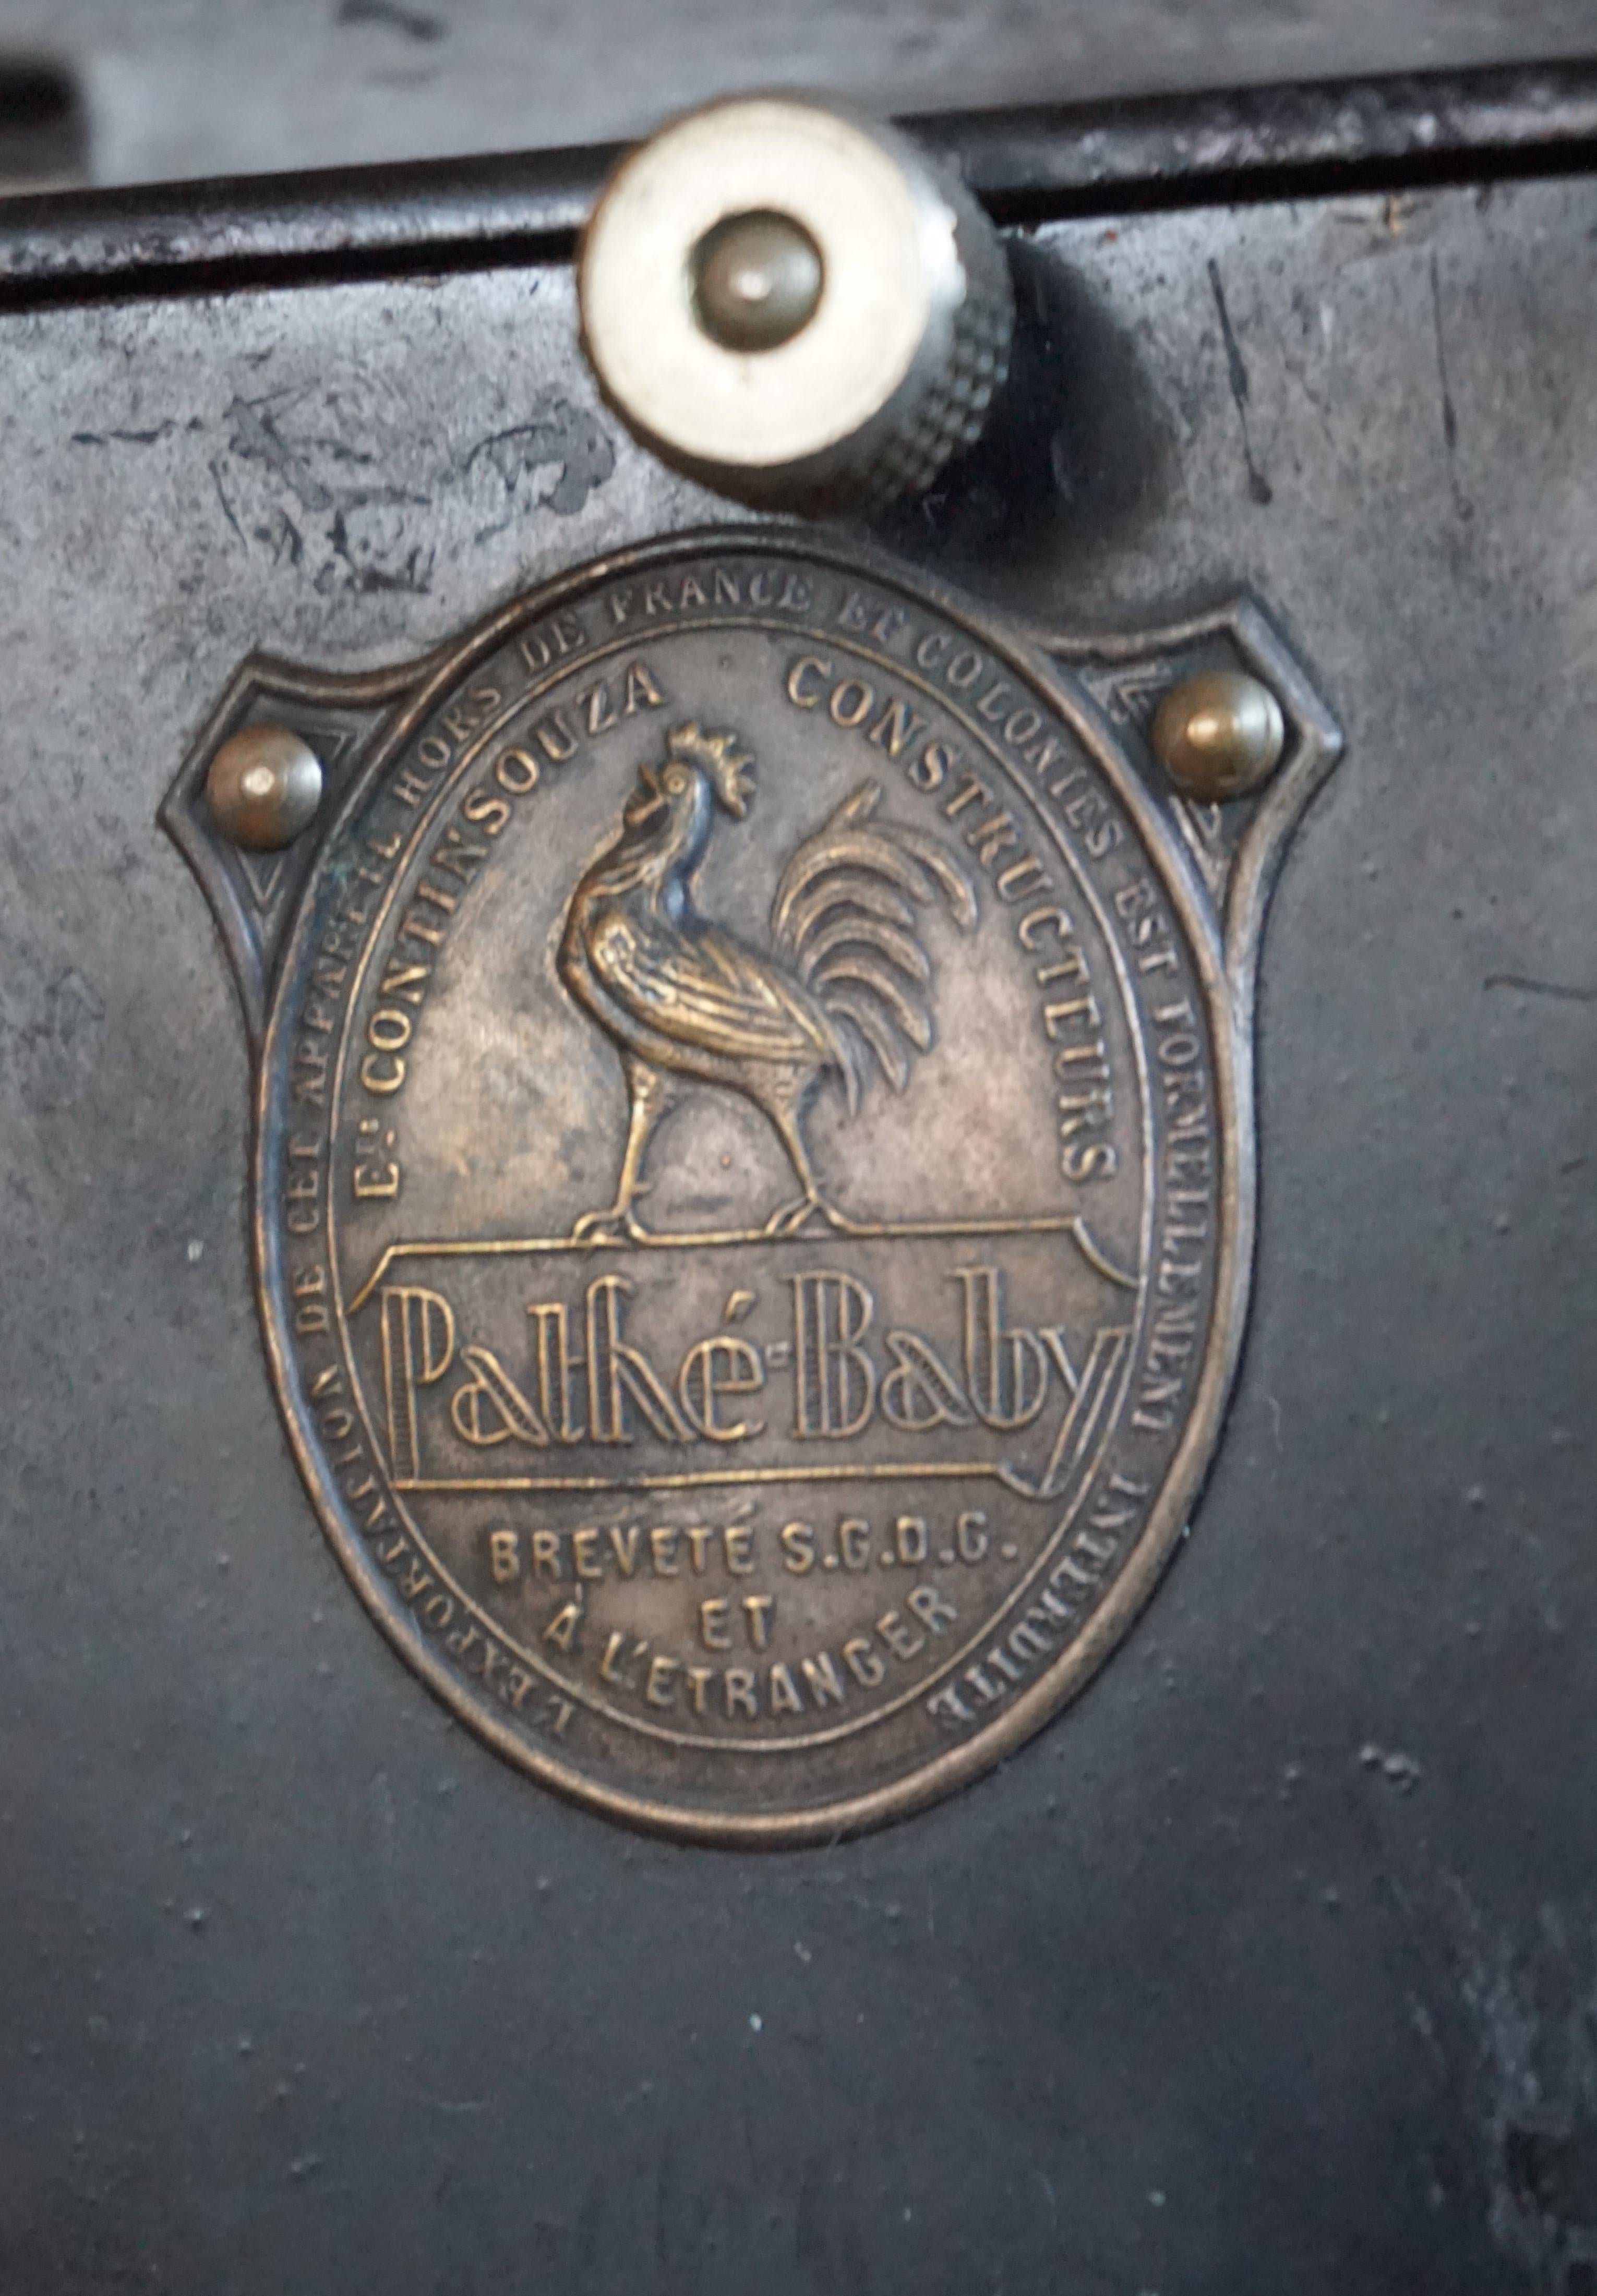 L'EXPORTATION DE CET APPAREIL HORS DE FRANCE ET COLONIES EST FORMELLEMENT INTERDITE
Ets CONTINSOUZA CONSTRUCTEURS
Pathé-Baby
BREVETÉ S.G.D.G.
ET
À L'ETRANGER